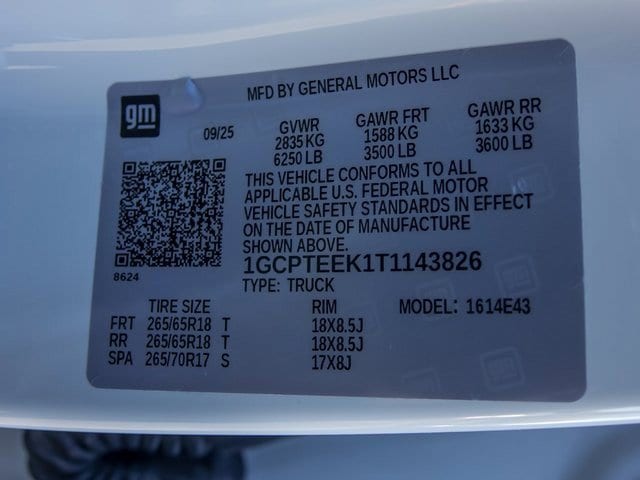 MFD BY GENERAL MOTORS LLC
gm
09/25
GVWR GAWR FRT GAWR RR
2835 KG 1588 KG 1633 KG
6250 LB 3500 LB 3600 LB
THIS VEHICLE CONFORMS TO ALL
APPLICABLE U.S. FEDERAL MOTOR
VEHICLE SAFETY STANDARDS IN EFFECT
ON THE DATE OF MANUFACTURE
SHOWN ABOVE.
8624
1GCPTEEK1T1143826
TYPE: TRUCK
TIRE SIZE RIM MODEL: 1614E43
FRT 265/65R18 T 18X8.5J
RR 265/65R18 T 18X8.5J
SPA 265/70R17 S 17X8J